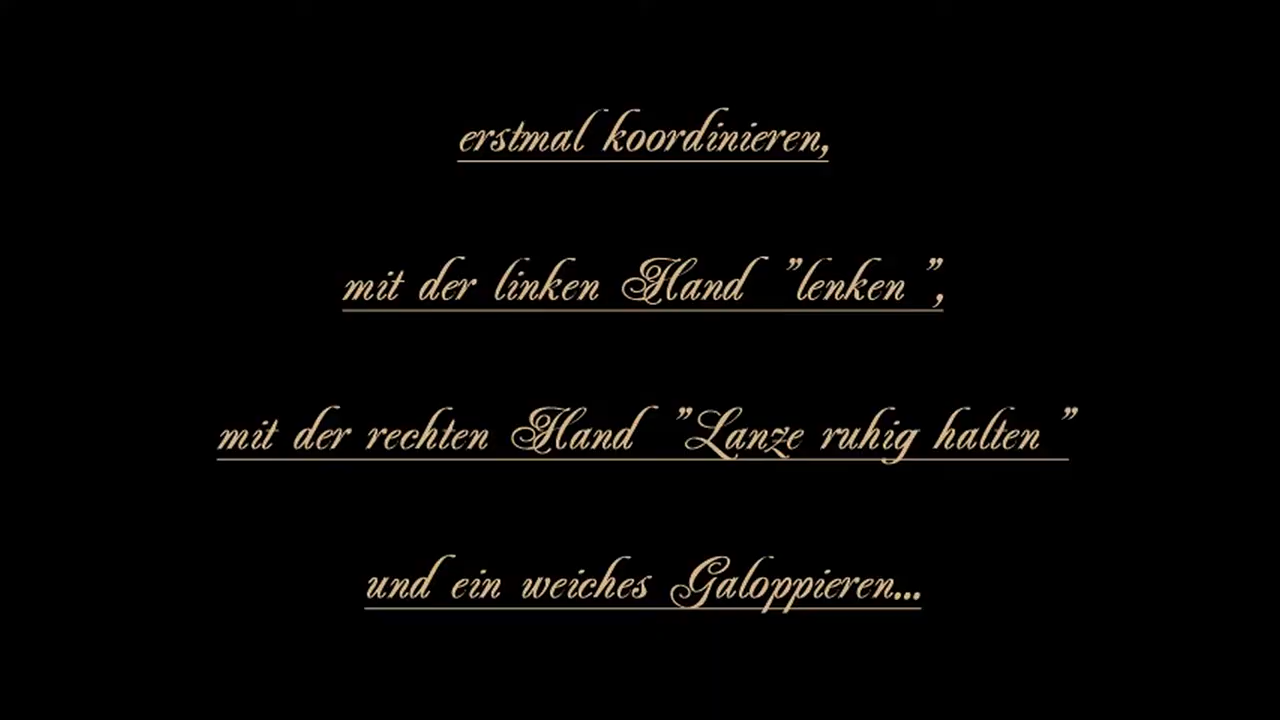 erstmal koordinieren,
mit der linken Hand "lenken ",
mit der rechten Hand "Lanze ruhig halten "
und ein weiches Galoppieren...